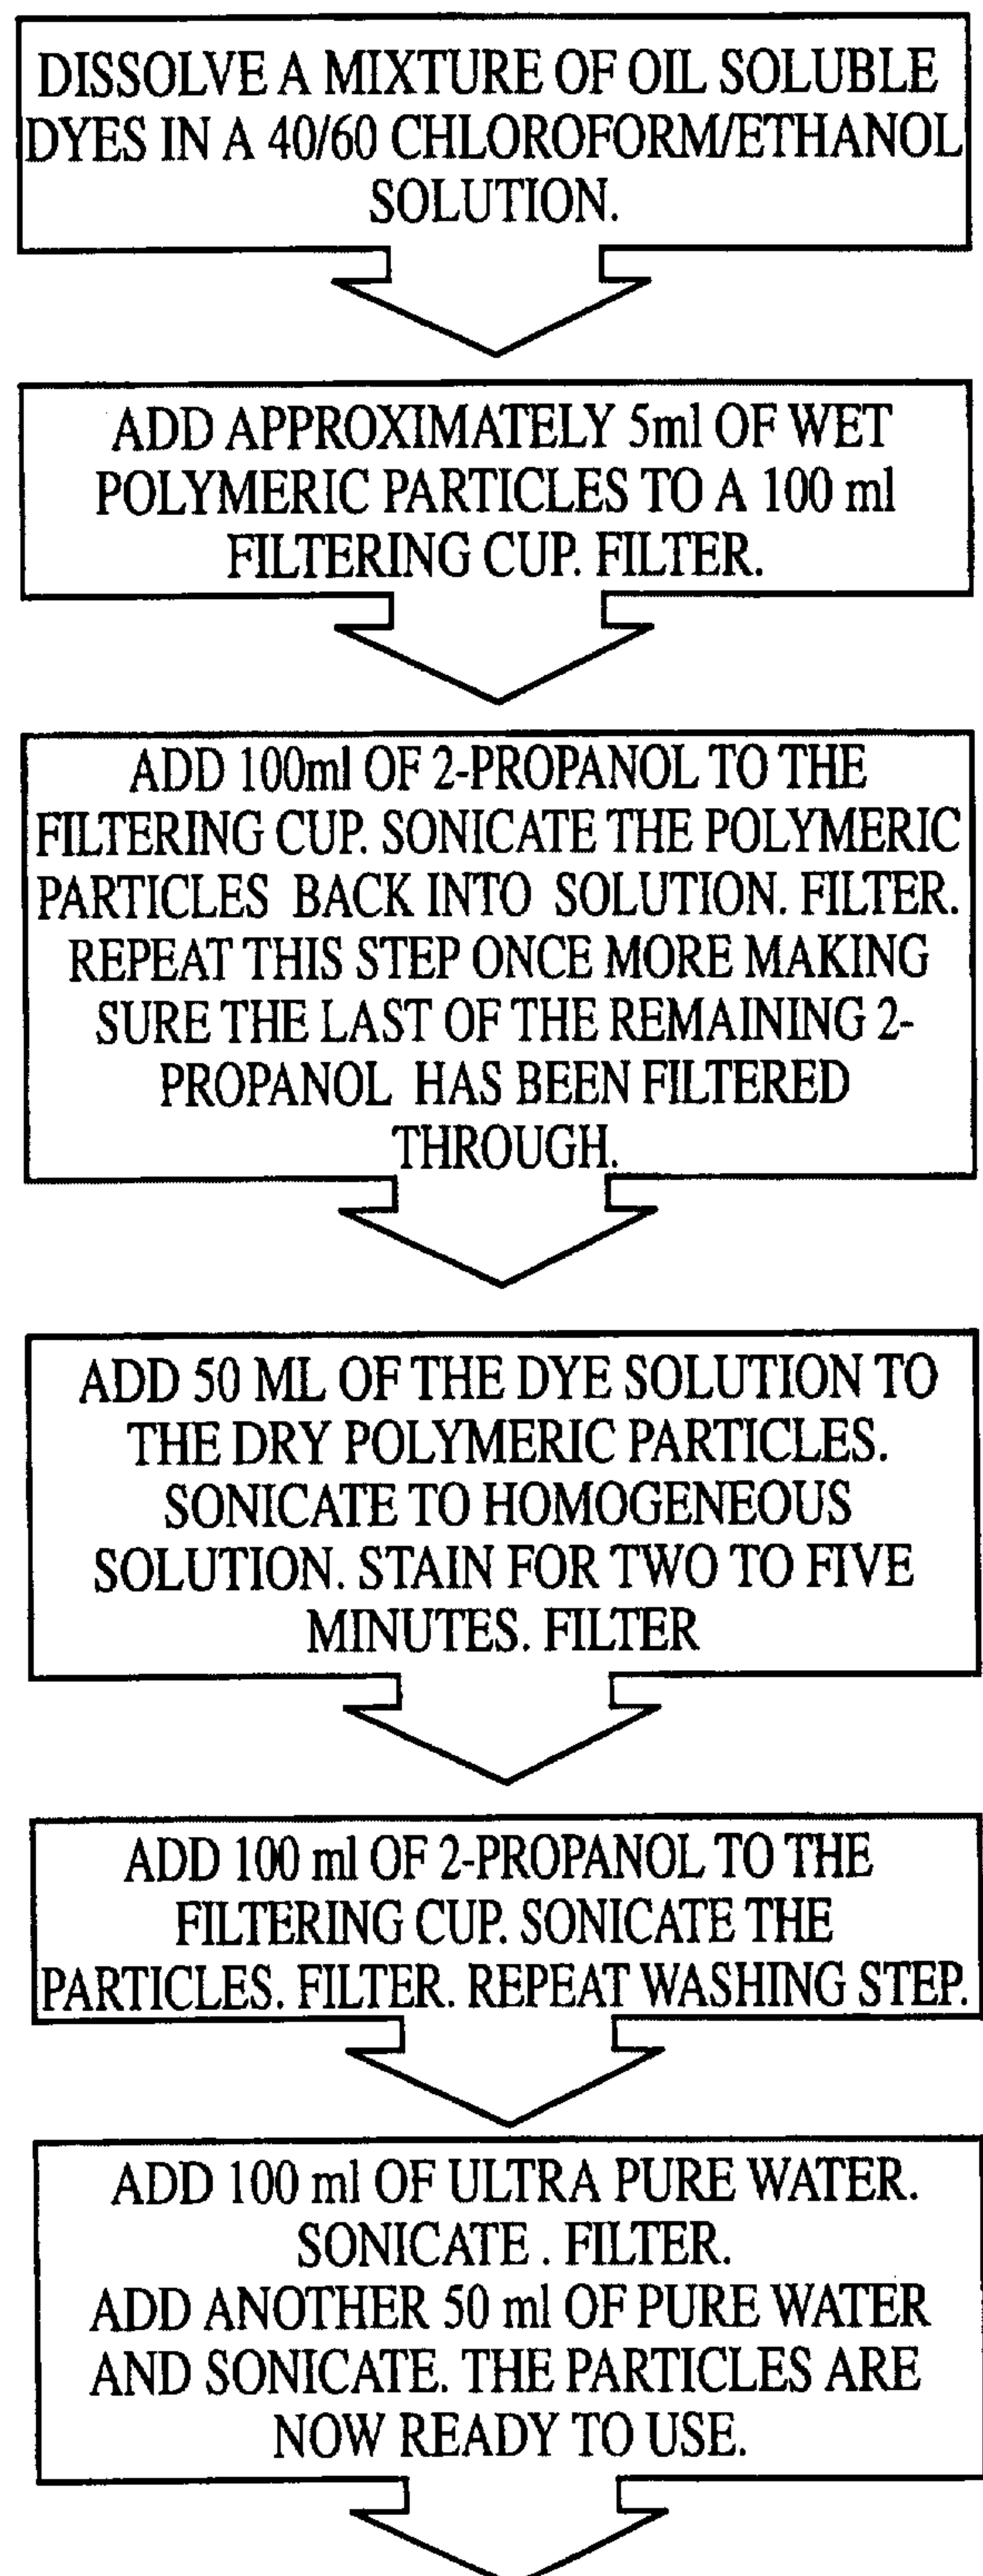 DISSOLVE A MIXTURE OF OIL SOLUBLE
DYES IN A 40/60 CHLOROFORM/ETHANOL
SOLUTION.
ADD APPROXIMATELY 5ml OF WET
POLYMERIC PARTICLES TO A 100 ml
FILTERING CUP. FILTER.
ADD 100ml OF 2-PROPANOL TO THE
FILTERING CUP. SONICATE THE POLYMERIC
PARTICLES BACK INTO SOLUTION. FILTER.
REPEAT THIS STEP ONCE MORE MAKING
SURE THE LAST OF THE REMAINING 2-
PROPANOL HAS BEEN FILTERED
THROUGH.
ADD 50 ML OF THE DYE SOLUTION TO
THE DRY POLYMERIC PARTICLES.
SONICATE TO HOMOGENEOUS
SOLUTION. STAIN FOR TWO TO FIVE
MINUTES. FILTER
ADD 100 ml OF 2-PROPANOL TO THE
FILTERING CUP. SONICATE THE
PARTICLES. FILTER. REPEAT WASHING STEP.
ADD 100 ml OF ULTRA PURE WATER.
SONICATE . FILTER.
ADD ANOTHER 50 ml OF PURE WATER
AND SONICATE. THE PARTICLES ARE
NOW READY TO USE.